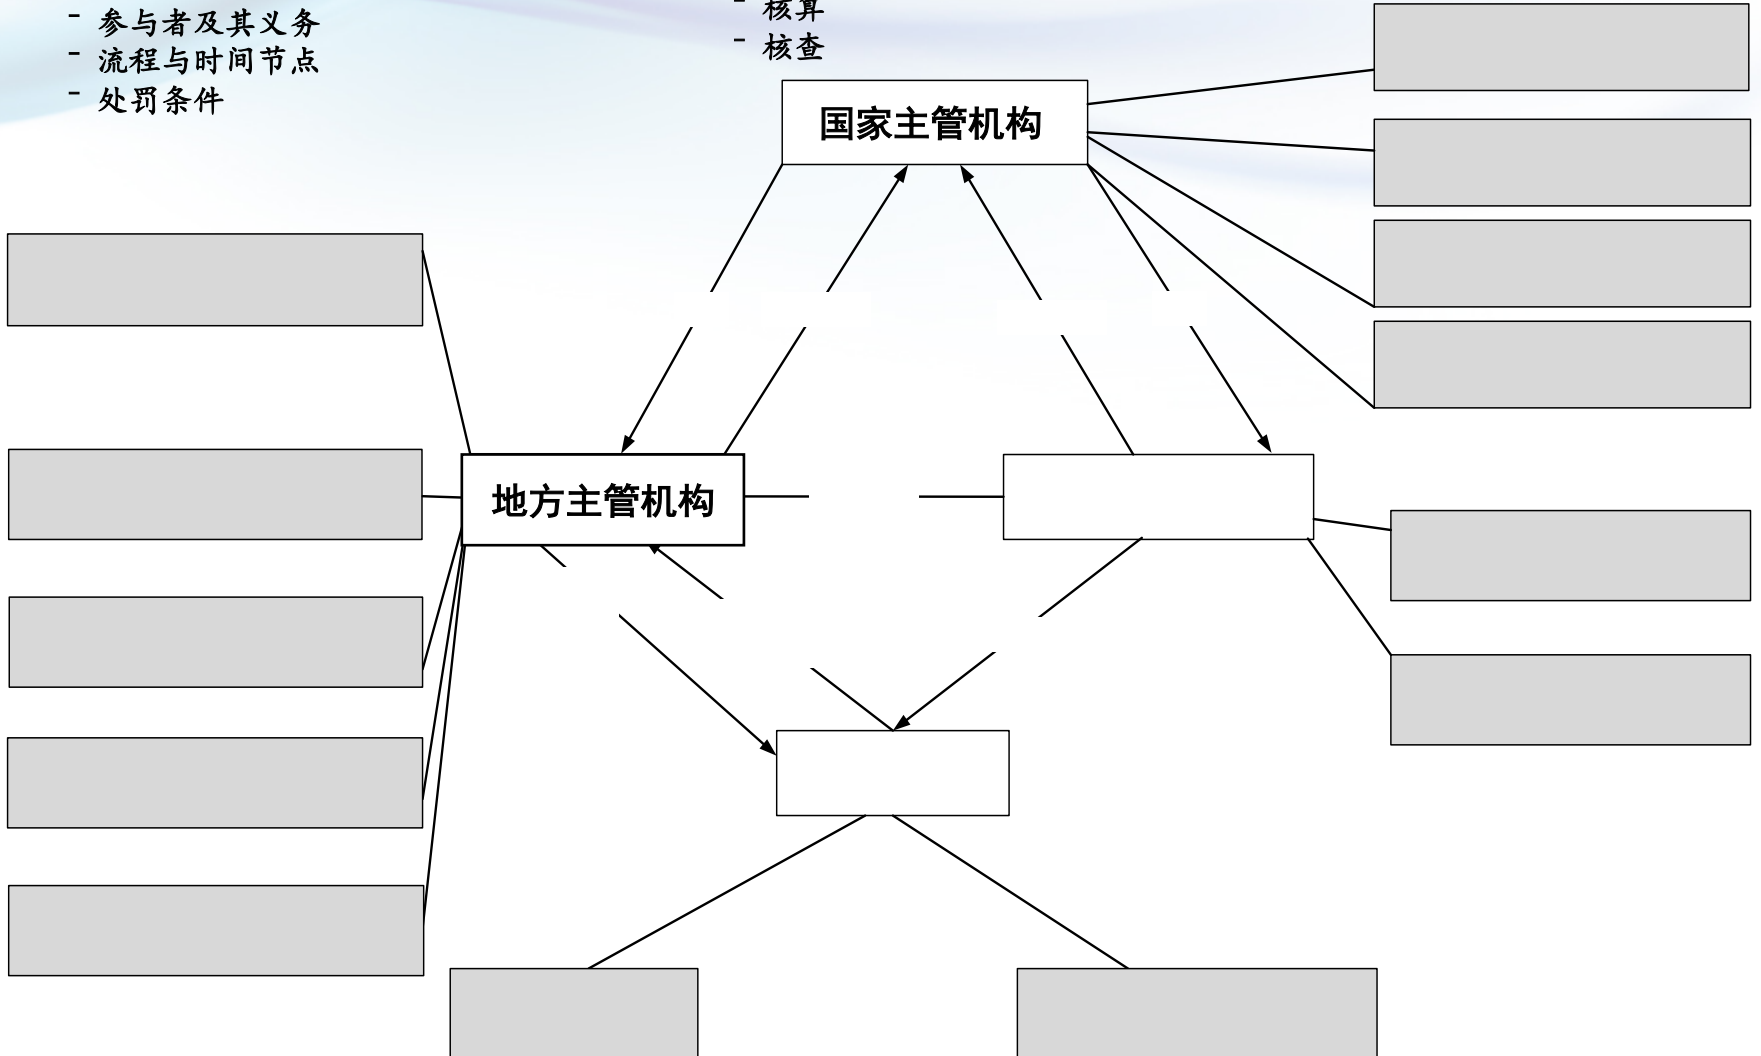 - 参与者及其义务
- 流程与时间节点
- 处罚条件
- 核算
- 核查
国家主管机构
地方主管机构